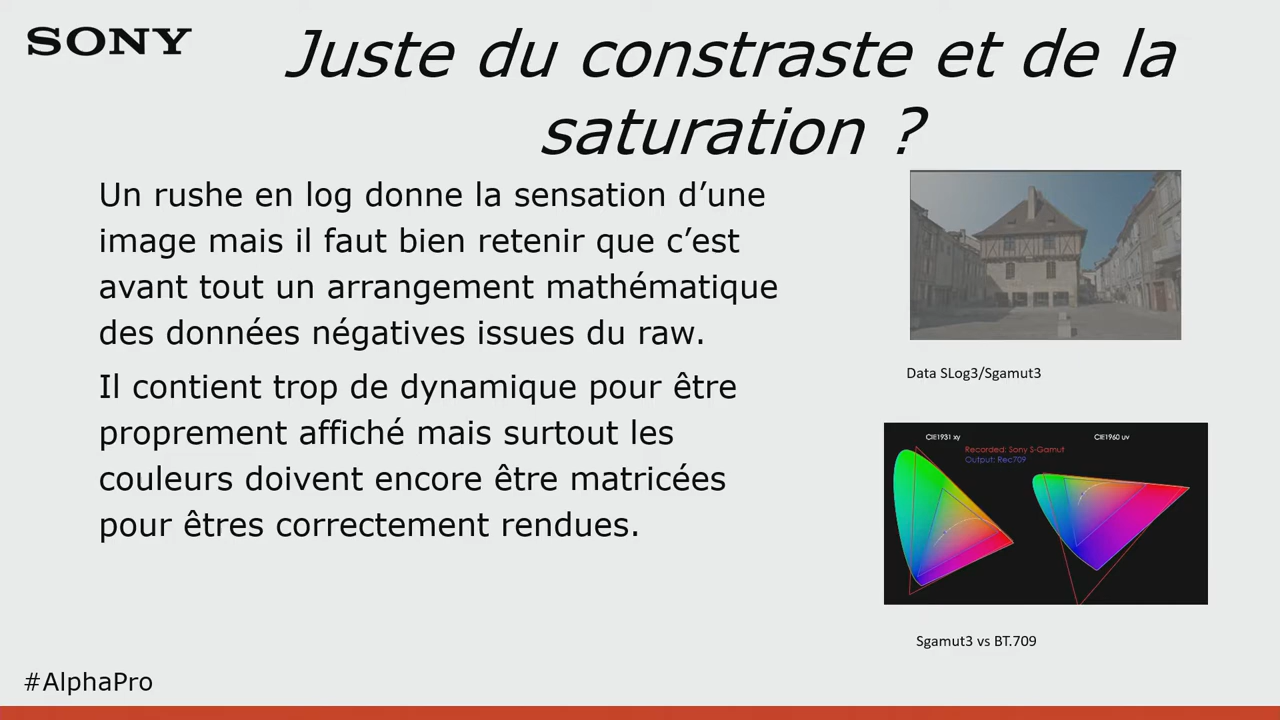 SONY
Juste du constraste et de la
saturation ?
Un rushe en log donne la sensation d’une
image mais il faut bien retenir que c’est
avant tout un arrangement mathématique
des données négatives issues du raw.
Il contient trop de dynamique pour être
proprement affiché mais surtout les
couleurs doivent encore être matricées
pour êtres correctement rendues.
Data SLog3/Sgamut3
CIE1931 xy
CIE1960 uv
Recorded: Sony S-Gamut
Output: Rec709
Sgamut3 vs BT.709
#AlphaPro